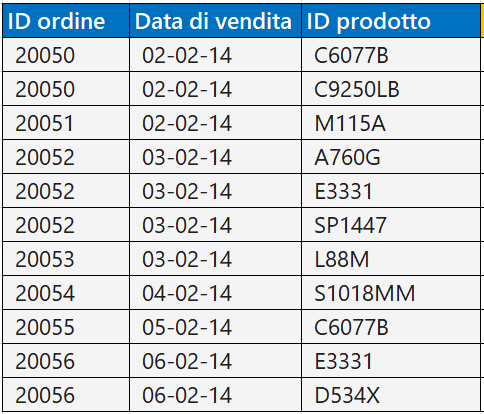 ID ordine Data di vendita ID prodotto
20050 02-02-14 C6077B
20050 02-02-14 C9250LB
20051 02-02-14 M115A
20052 03-02-14 A760G
20052 03-02-14 E3331
20052 03-02-14 SP1447
20053 03-02-14 L88M
20054 04-02-14 S1018MM
20055 05-02-14 C6077B
20056 06-02-14 E3331
20056 06-02-14 D534X